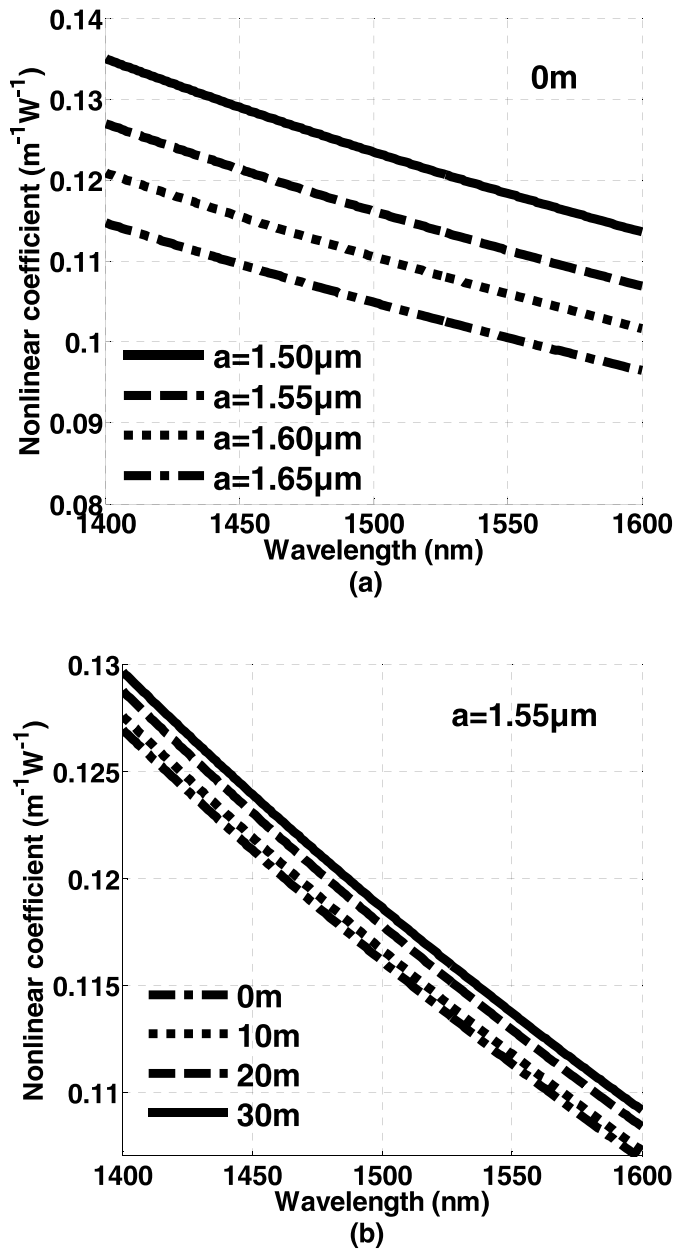 0.14
0m
0.13
0.12
0.11
0.1
0.09
0.08
Nonlinear coefficient (m⁻¹W⁻¹)
a=1.50µm
a=1.55µm
a=1.60µm
a=1.65µm
1400 1450 1500 1550 1600
Wavelength (nm)
(a)
0.13
a=1.55µm
0.125
0.12
0.115
0.11
Nonlinear coefficient (m⁻¹W⁻¹)
0m
10m
20m
30m
1400 1450 1500 1550 1600
Wavelength (nm)
(b)